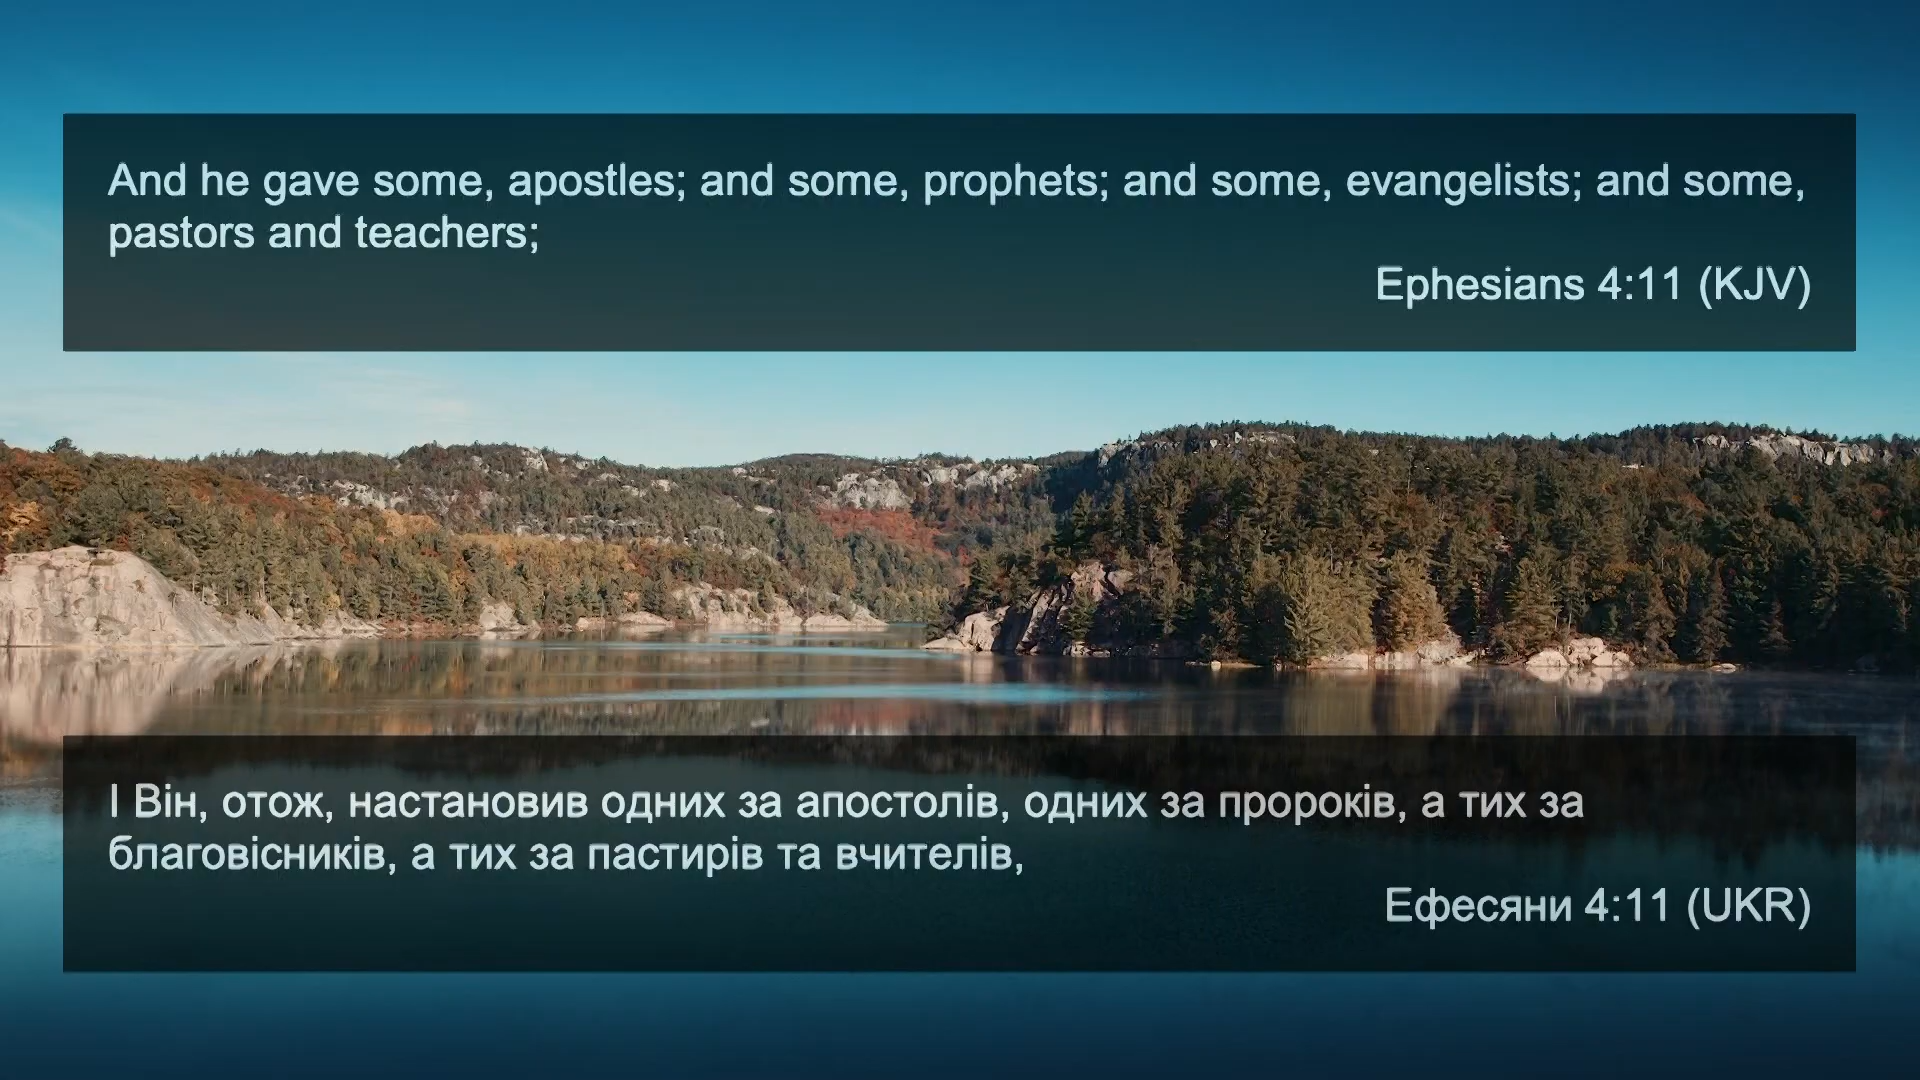 And he gave some, apostles; and some, prophets; and some, evangelists; and some,
pastors and teachers;
Ephesians 4:11 (KJV)
І Він, отож, настановив одних за апостолів, одних за пророків, а тих за
благовісників, а тих за пастирів та вчителів,
Ефесяни 4:11 (UKR)